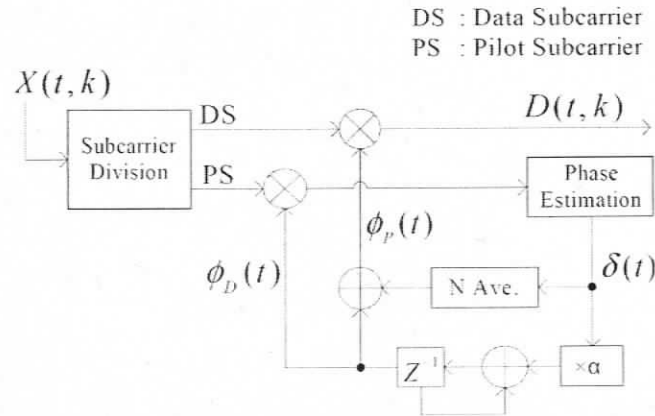 DS : Data Subcarrier
PS : Pilot Subcarrier
X(t,k)
DS
D(t,k)
Subcarrier
Division
PS
Phase
Estimation
ϕ_P(t)
ϕ_D(t)
δ(t)
N Ave.
Z⁻¹
×α